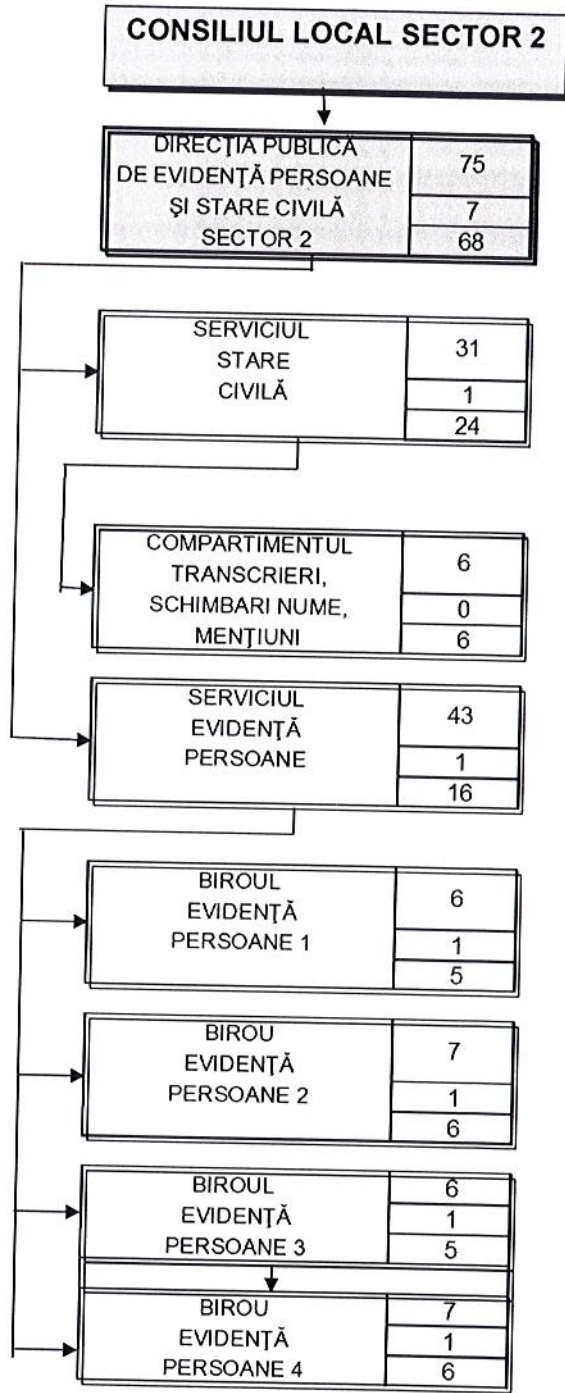 CONSILIUL LOCAL SECTOR 2
DIRECŢIA PUBLICĂ
DE EVIDENŢĂ PERSOANE
ŞI STARE CIVILĂ
SECTOR 2
75
7
68
SERVICIUL
STARE
CIVILĂ
31
1
24
COMPARTIMENTUL
TRANSCRIERI,
SCHIMBARI NUME,
MENŢIUNI
6
0
6
SERVICIUL
EVIDENŢĂ
PERSOANE
43
1
16
BIROUL
EVIDENŢĂ
PERSOANE 1
6
1
5
BIROU
EVIDENŢĂ
PERSOANE 2
7
1
6
BIROUL
EVIDENŢĂ
PERSOANE 3
6
1
5
BIROU
EVIDENŢĂ
PERSOANE 4
7
1
6